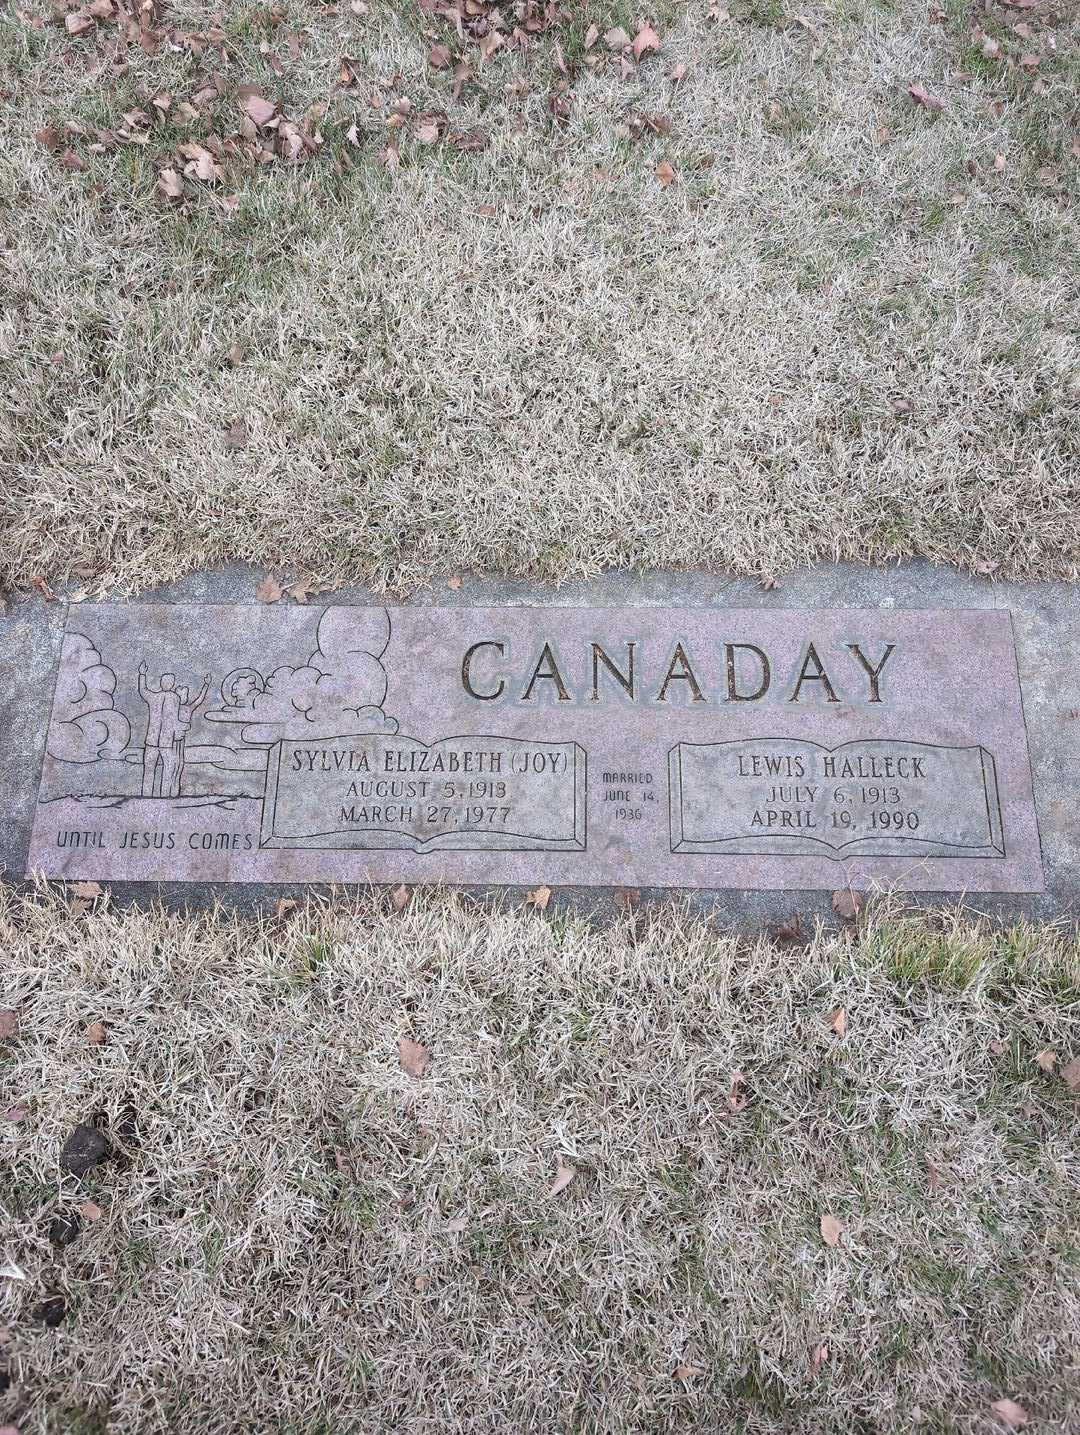 CANADAY
SYLVIA ELIZABETH (JOY)
AUGUST 5, 1913
MARCH 27, 1977
MARRIED
JUNE 14,
1936
LEWIS HALLECK
JULY 6, 1913
APRIL 19, 1990
UNTIL JESUS COMES